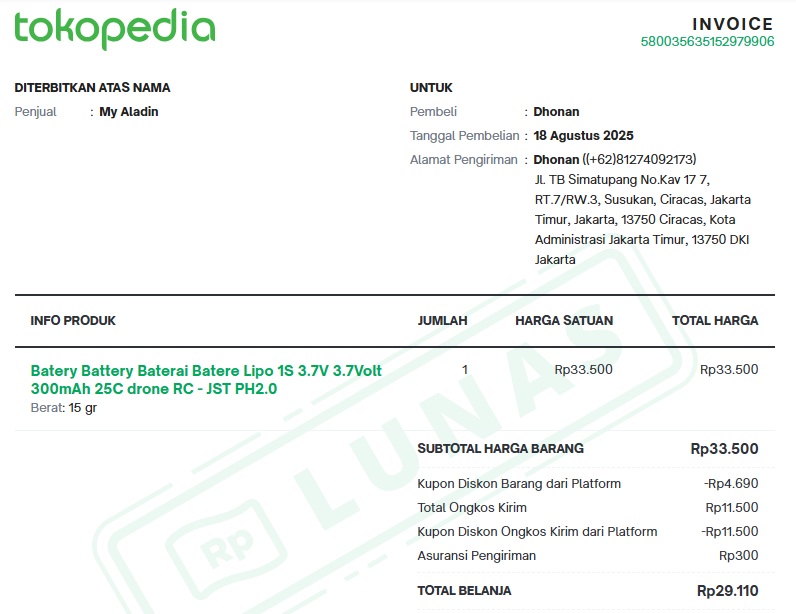 tokopedia
INVOICE
580035635152979906
DITERBITKAN ATAS NAMA
Penjual : My Aladin
UNTUK
Pembeli : Dhonan
Tanggal Pembelian : 18 Agustus 2025
Alamat Pengiriman : Dhonan ((+62)81274092173)
Jl. TB Simatupang No.Kav 17 7,
RT.7/RW.3, Susukan, Ciracas, Jakarta
Timur, Jakarta, 13750 Ciracas, Kota
Administrasi Jakarta Timur, 13750 DKI
Jakarta
INFO PRODUK JUMLAH HARGA SATUAN TOTAL HARGA
Batery Battery Baterai Batere Lipo 1S 3.7V 3.7Volt 1 Rp33.500 Rp33.500
300mAh 25C drone RC - JST PH2.0
Berat: 15 gr
SUBTOTAL HARGA BARANG Rp33.500
Kupon Diskon Barang dari Platform -Rp4.690
Total Ongkos Kirim Rp11.500
Kupon Diskon Ongkos Kirim dari Platform -Rp11.500
Asuransi Pengiriman Rp300
TOTAL BELANJA Rp29.110
Rp LUNAS